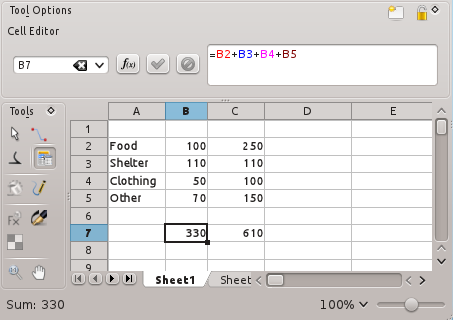 Tool Options
Cell Editor
B7
f(x)
=B2+B3+B4+B5
Tools
A B C D E
1
2 Food 100 250
3 Shelter 110 110
4 Clothing 50 100
5 Other 70 150
6
7 330 610
8
9
Sheet1 Sheet
Sum: 330 100%